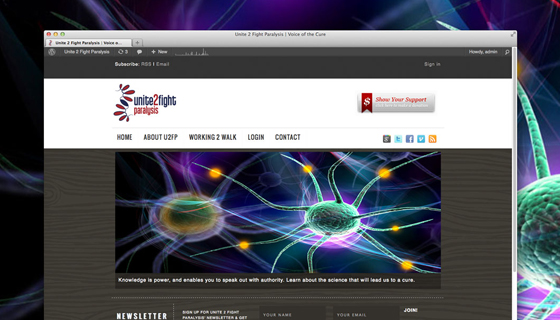 Unite 2 Fight Paralysis | Voice of the Cure
Unite 2 Fight Paralysis | Voice o...
Unite 2 Fight Paralysis 3 + New Howdy, admin
Subscribe: RSS | Email Sign in
unite2fight
paralysis
$ Show Your Support
HOME ABOUT U2FP WORKING 2 WALK LOGIN CONTACT
Knowledge is power, and enables you to speak out with authority. Learn about the science that will lead us to a cure.
NEWSLETTER
SIGN UP FOR UNITE 2 FIGHT
PARALYSIS' NEWSLETTER & GET
YOUR NAME YOUR EMAIL JOIN!